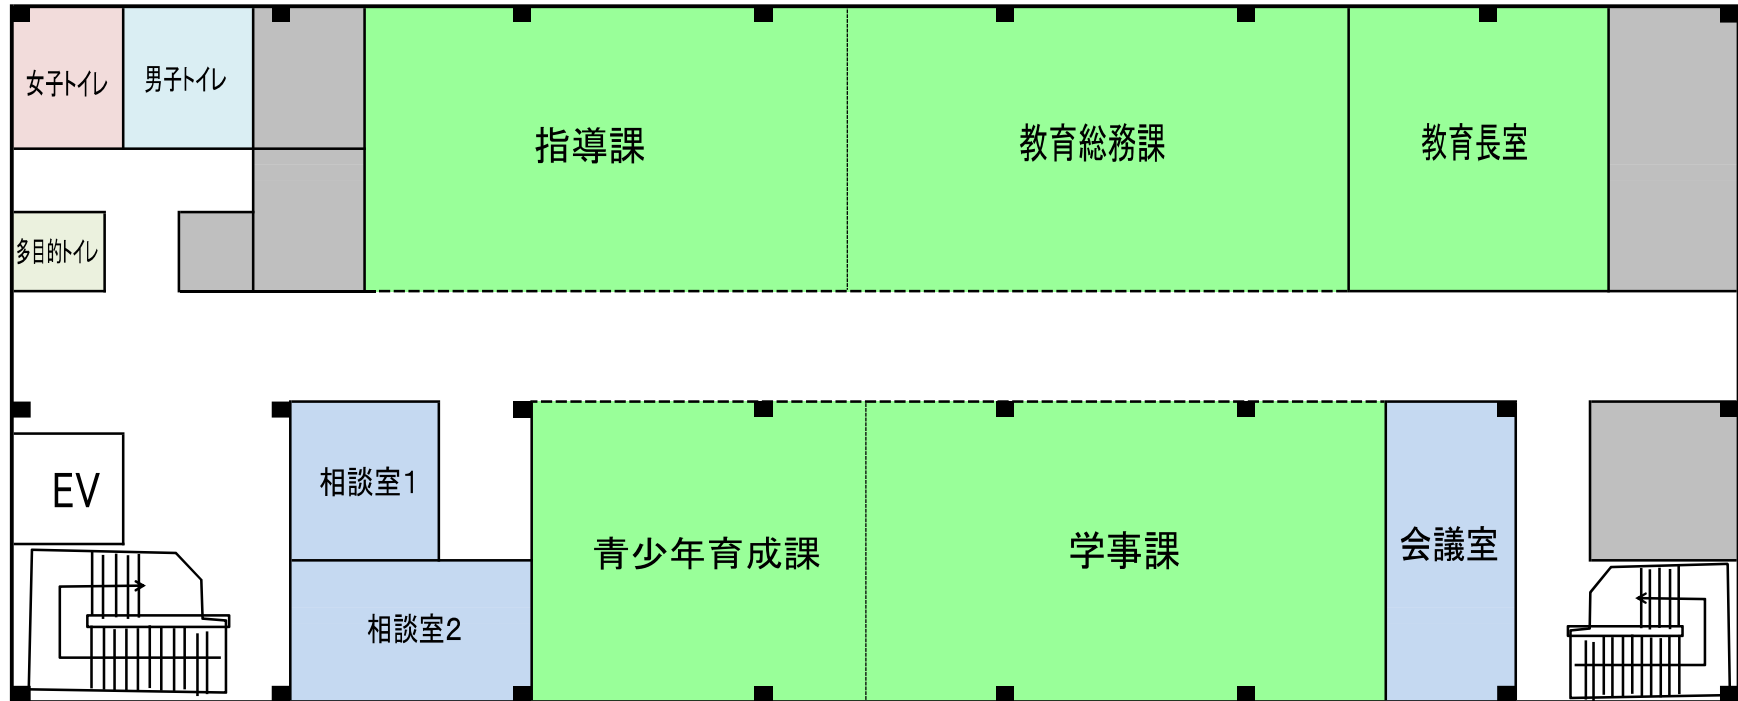 女子トイレ
男子トイレ
指導課
教育総務課
教育長室
多目的トイレ
EV
相談室1
相談室2
青少年育成課
学事課
会議室